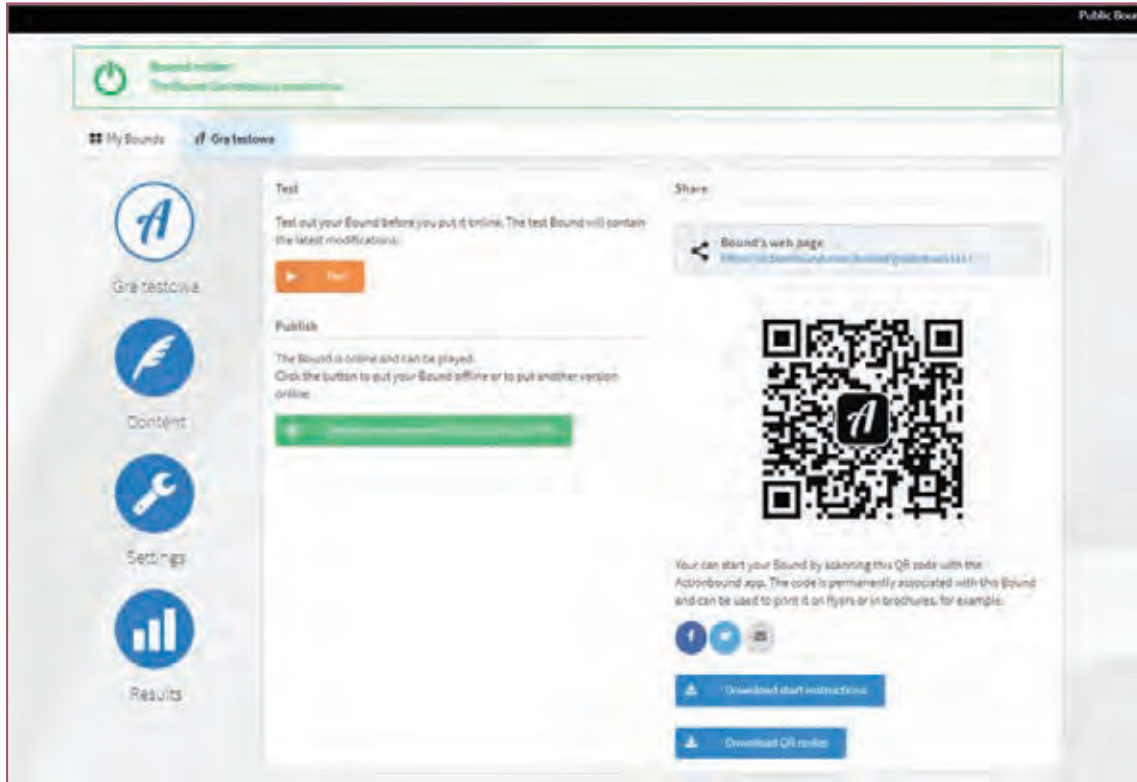 Public Boun
Bound online
My Bounds
Gra testowa
A
Gra testowa
Content
Settings
Results
Test
Test out your Bound before you put it online. The test Bound will contain
the latest modifications.
Test
Publish
The Bound is online and can be played.
Click the button to put your Bound offline or to put another version
online.
Share
Bound's web page
A
Your can start your Bound by scanning this QR code with the
Actionbound app. The code is permanently associated with this Bound
and can be used to print it on flyers or in brochures, for example.
f
Download start instructions
Download QR codes